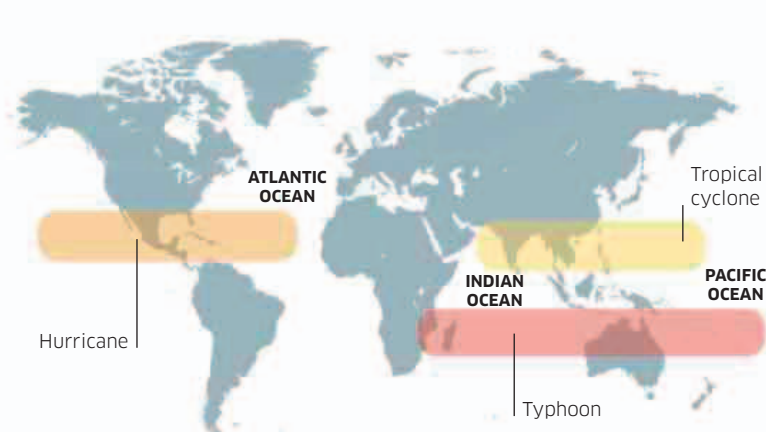 ATLANTIC
OCEAN
Tropical
cyclone
INDIAN
OCEAN
PACIFIC
OCEAN
Hurricane
Typhoon